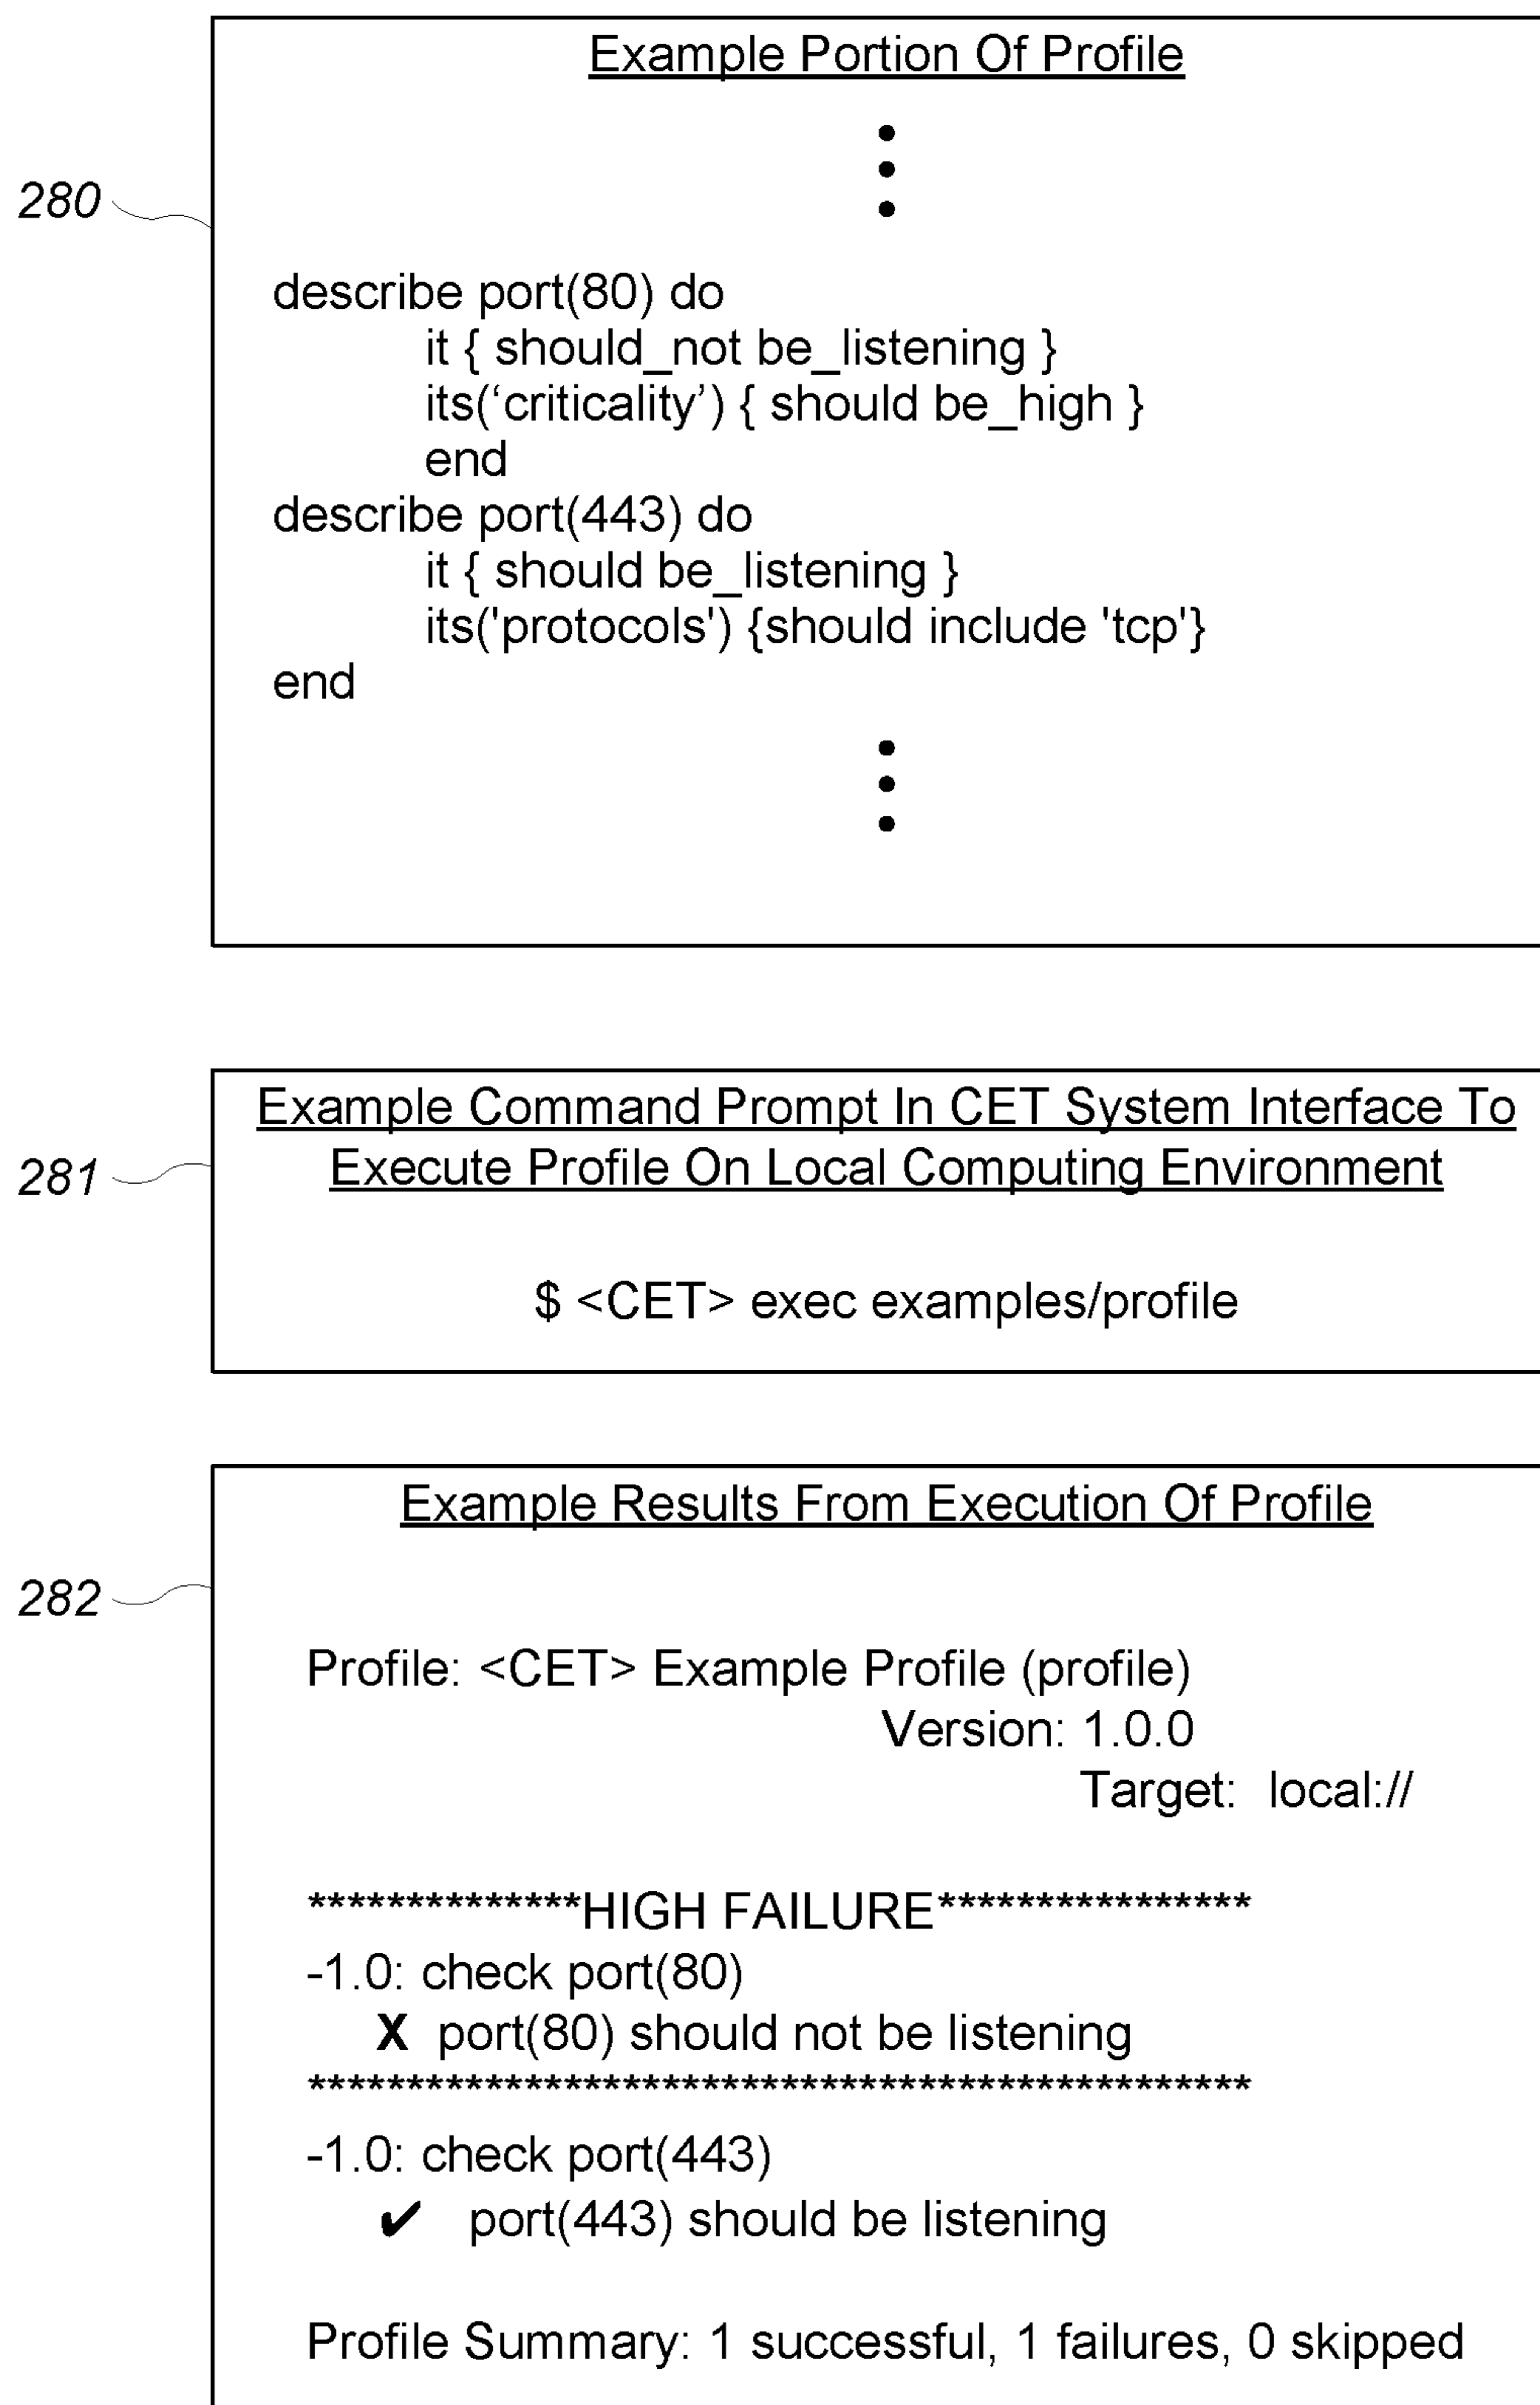 Example Portion Of Profile
280
describe port(80) do
it { should_not be_listening }
its(‘criticality’) { should be_high }
end
describe port(443) do
it { should be_listening }
its('protocols') {should include 'tcp'}
end
Example Command Prompt In CET System Interface To
Execute Profile On Local Computing Environment
281
$ <CET> exec examples/profile
Example Results From Execution Of Profile
282
Profile: <CET> Example Profile (profile)
Version: 1.0.0
Target: local://
**************HIGH FAILURE****************
-1.0: check port(80)
X port(80) should not be listening
************************************************
-1.0: check port(443)
✔ port(443) should be listening
Profile Summary: 1 successful, 1 failures, 0 skipped